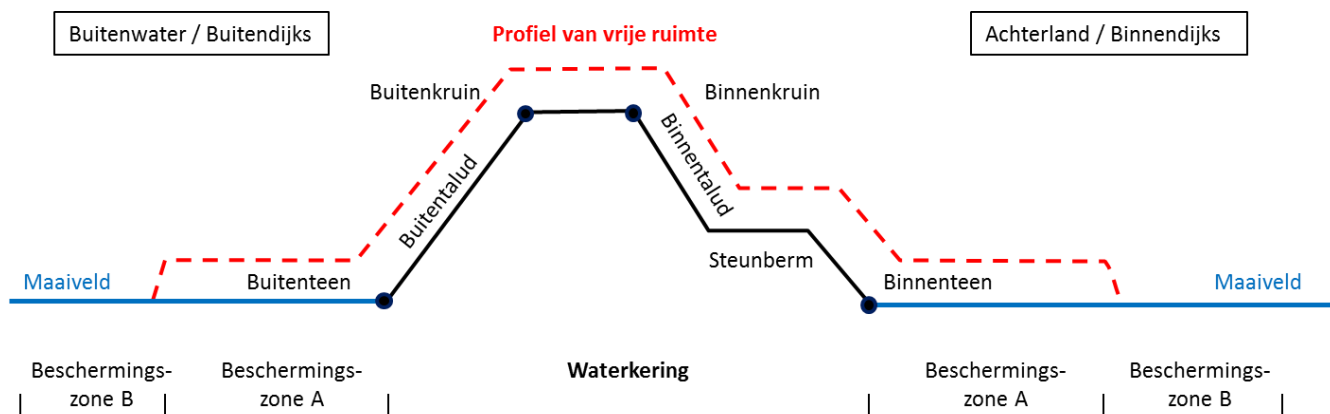 Buitenwater / Buitendijks
Profiel van vrije ruimte
Achterland / Binnendijks
Buitenkruin
Binnenkruin
Buitentalud
Binnentalud
Steunberm
Maaiveld
Buitenteen
Binnenteen
Maaiveld
Beschermings-
zone B
Beschermings-
zone A
Waterkering
Beschermings-
zone A
Beschermings-
zone B